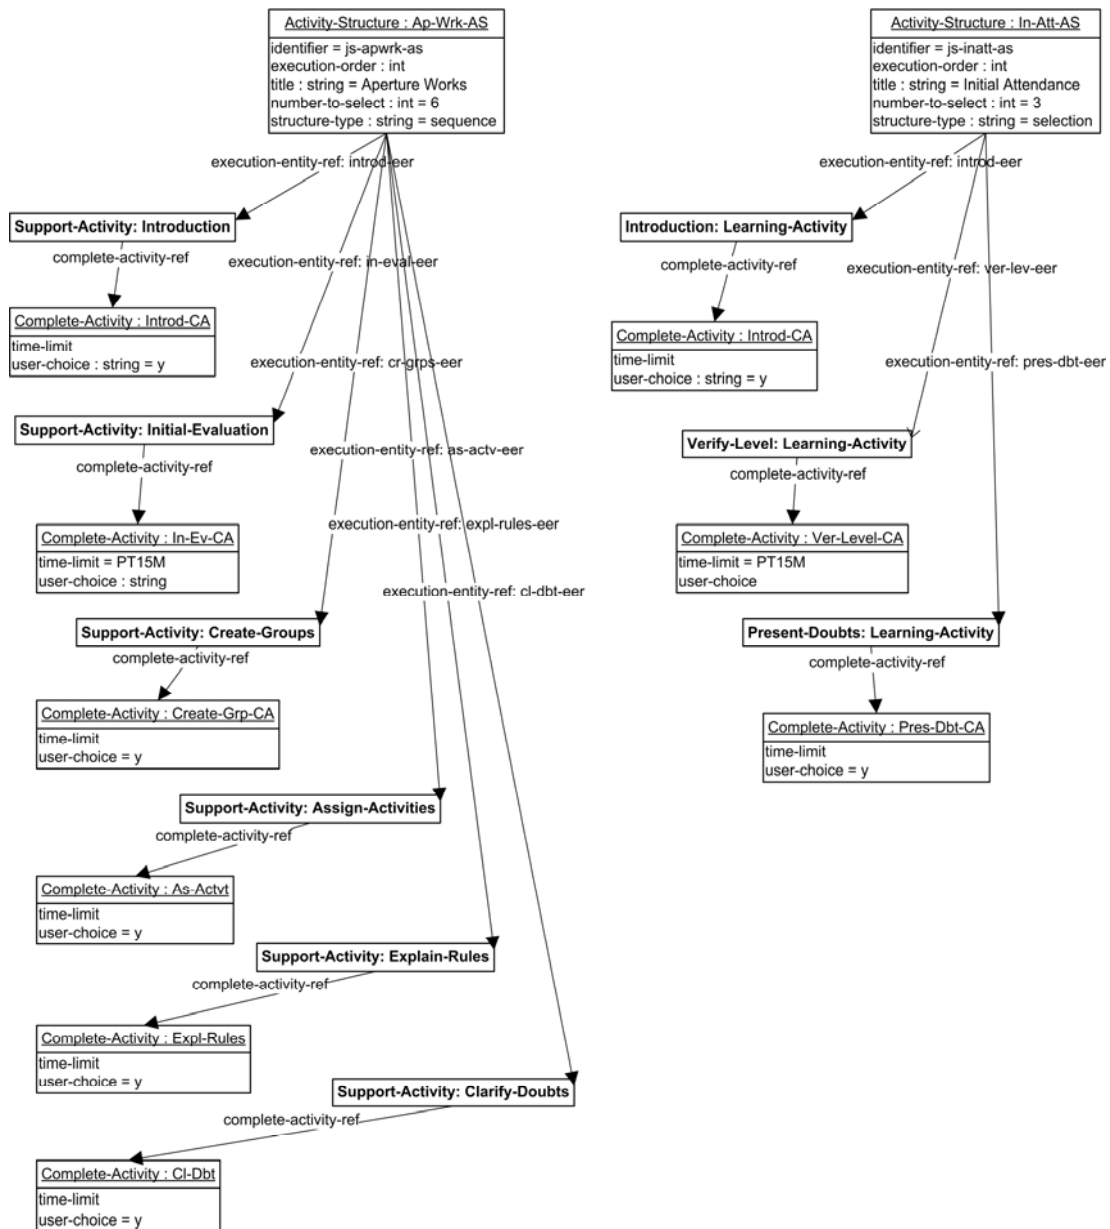 Activity-Structure : Ap-Wrk-AS
identifier = js-apwrk-as
execution-order : int
title : string = Aperture Works
number-to-select : int = 6
structure-type : string = sequence
execution-entity-ref: introd-eer
Support-Activity: Introduction
complete-activity-ref
execution-entity-ref: in-eval-eer
Complete-Activity : Introd-CA
time-limit
user-choice : string = y
execution-entity-ref: cr-grps-eer
Support-Activity: Initial-Evaluation
complete-activity-ref
execution-entity-ref: as-actv-eer
Complete-Activity : In-Ev-CA
time-limit = PT15M
user-choice : string
execution-entity-ref: expl-rules-eer
execution-entity-ref: cl-dbt-eer
Support-Activity: Create-Groups
complete-activity-ref
Complete-Activity : Create-Grp-CA
time-limit
user-choice = y
Support-Activity: Assign-Activities
complete-activity-ref
Complete-Activity : As-Actvt
time-limit
user-choice = y
Support-Activity: Explain-Rules
complete-activity-ref
Complete-Activity : Expl-Rules
time-limit
user-choice = y
Support-Activity: Clarify-Doubts
complete-activity-ref
Complete-Activity : Cl-Dbt
time-limit
user-choice = y
Activity-Structure : In-Att-AS
identifier = js-inatt-as
execution-order : int
title : string = Initial Attendance
number-to-select : int = 3
structure-type : string = selection
execution-entity-ref: introd-eer
Introduction: Learning-Activity
complete-activity-ref
execution-entity-ref: ver-lev-eer
Complete-Activity : Introd-CA
time-limit
user-choice : string = y
execution-entity-ref: pres-dbt-eer
Verify-Level: Learning-Activity
complete-activity-ref
Complete-Activity : Ver-Level-CA
time-limit = PT15M
user-choice
Present-Doubts: Learning-Activity
complete-activity-ref
Complete-Activity : Pres-Dbt-CA
time-limit
user-choice = y